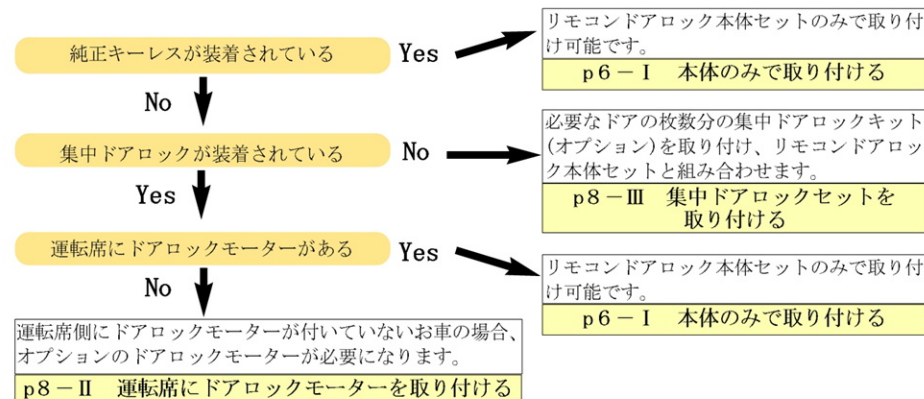 純正キーレスが装着されている
Yes
リモコンドアロック本体セットのみで取り付
け可能です。
p6-Ⅰ 本体のみで取り付ける
No
集中ドアロックが装着されている
No
必要なドアの枚数分の集中ドアロックキット
(オプション)を取り付け、リモコンドアロッ
ク本体セットと組み合わせます。
p8-Ⅲ 集中ドアロックセットを
取り付ける
Yes
運転席にドアロックモーターがある
Yes
リモコンドアロック本体セットのみで取り付
け可能です。
p6-Ⅰ 本体のみで取り付ける
No
運転席側にドアロックモーターが付いていないお車の場合、
オプションのドアロックモーターが必要になります。
p8-Ⅱ 運転席にドアロックモーターを取り付ける